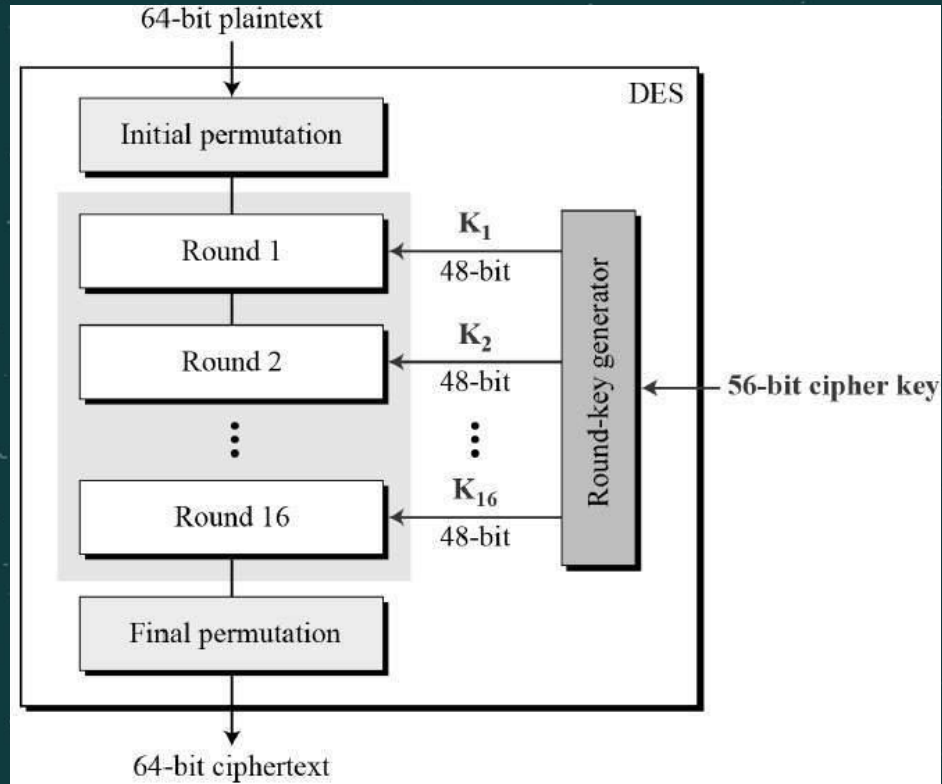 64-bit plaintext
DES
Initial permutation
Round 1
K1
48-bit
Round 2
K2
48-bit
Round 16
K16
48-bit
Round-key generator
56-bit cipher key
Final permutation
64-bit ciphertext